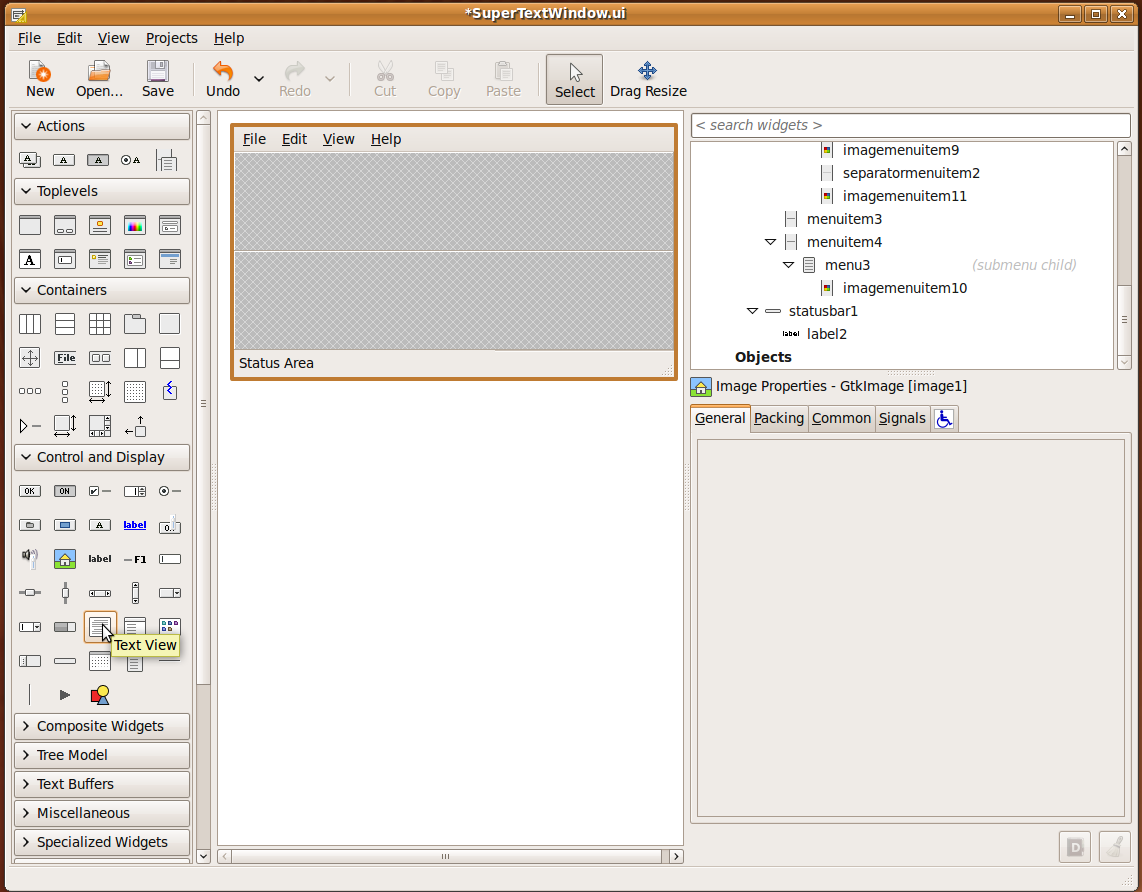 *SuperTextWindow.ui
File Edit View Projects Help
New Open... Save Undo Redo Cut Copy Paste Select Drag Resize
Actions
A A A A
Toplevels
A
Containers
File
Control and Display
OK ON
A label 0..
label F1
Text View
Composite Widgets
Tree Model
Text Buffers
Miscellaneous
Specialized Widgets
File Edit View Help
Status Area
< search widgets >
imagemenuitem9
separatormenuitem2
imagemenuitem11
menuitem3
menuitem4
menu3 (submenu child)
imagemenuitem10
statusbar1
label label2
Objects
Image Properties - GtkImage [image1]
General Packing Common Signals
D